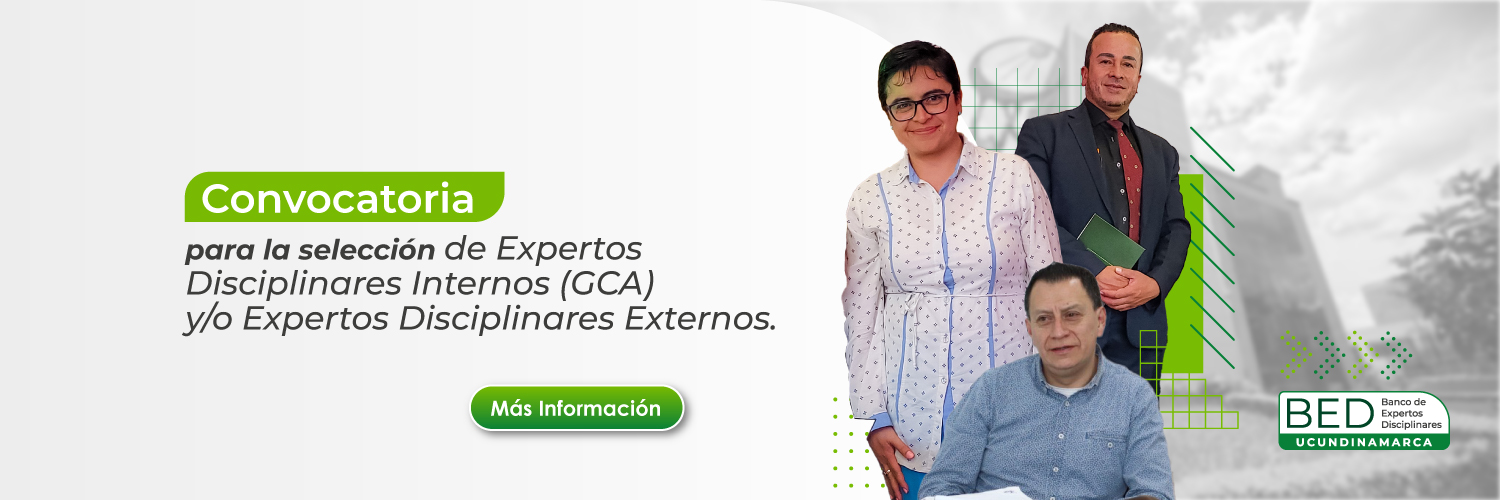 Convocatoria
para la selección de Expertos
Disciplinares Internos (GCA)
y/o Expertos Disciplinares Externos.
Más Información
BED
Banco de
Expertos
Disciplinares
UCUNDINAMARCA